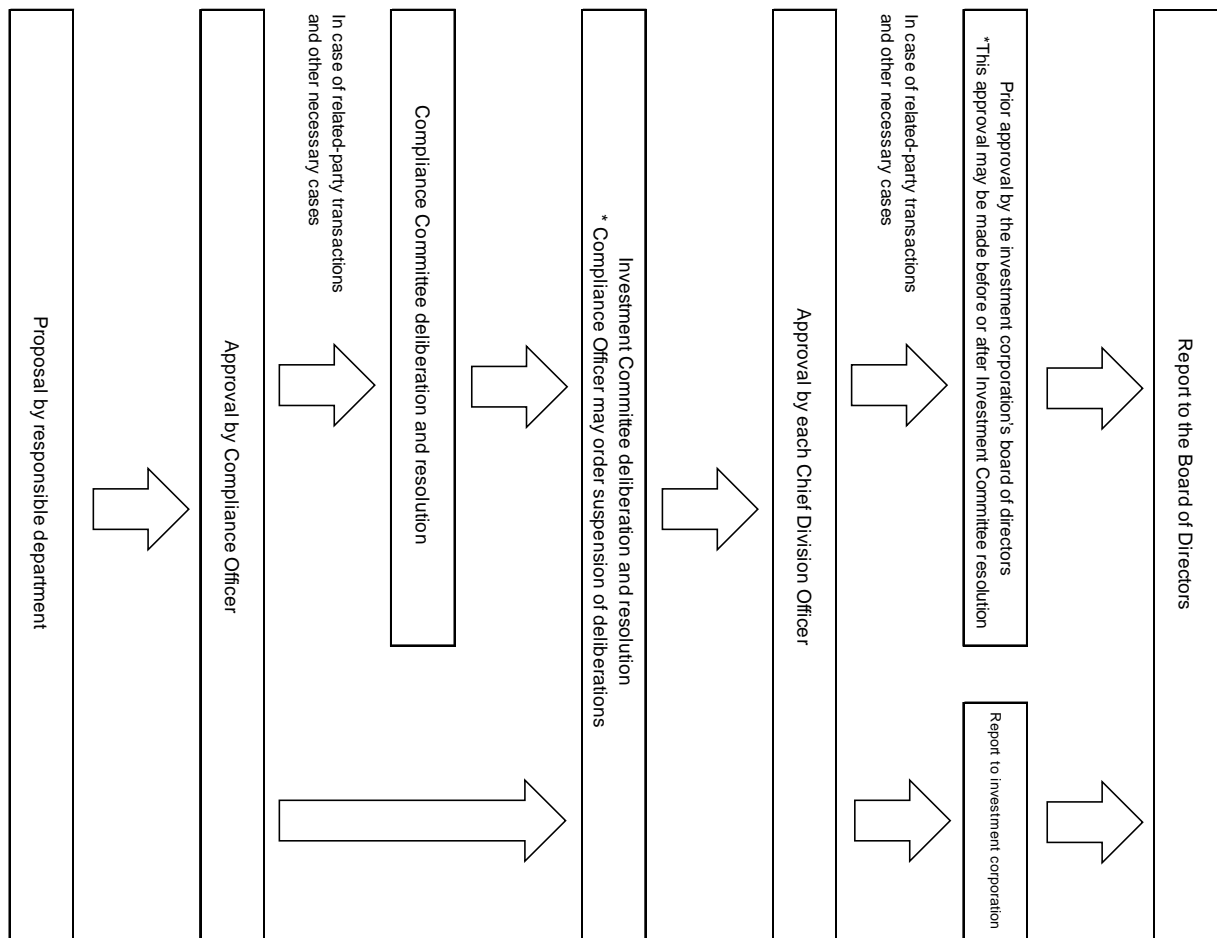 Proposal by responsible department
Approval by Compliance Officer
In case of related-party transactions
and other necessary cases
Compliance Committee deliberation and resolution
Investment Committee deliberation and resolution
* Compliance Officer may order suspension of deliberations
Approval by each Chief Division Officer
In case of related-party transactions
and other necessary cases
Prior approval by the investment corporation's board of directors
*This approval may be made before or after Investment Committee resolution
Report to investment corporation
Report to the Board of Directors